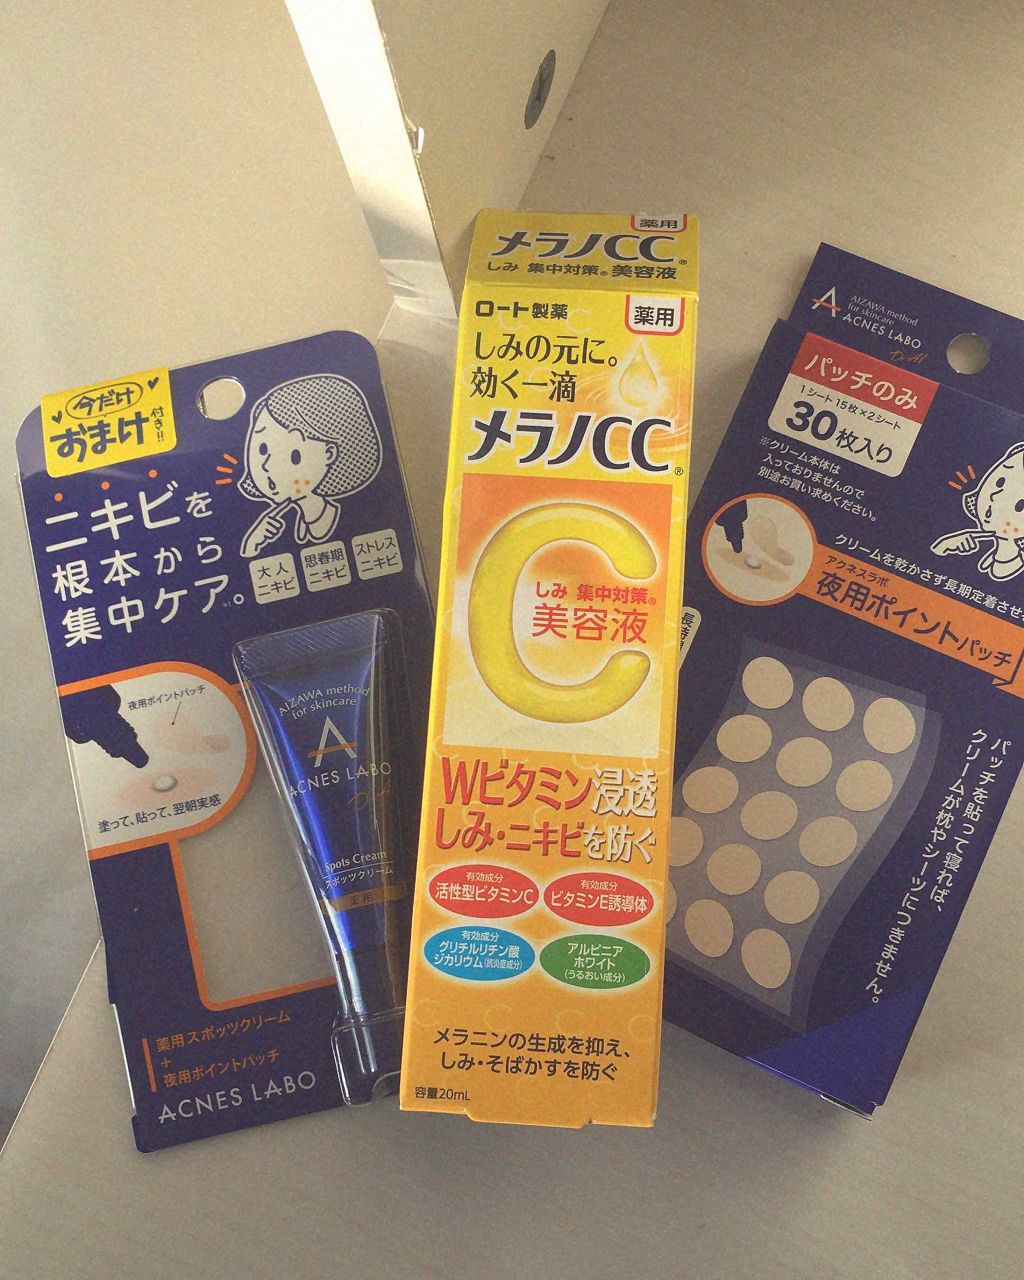 今だけ
おまけ付き!!
ニキビを
根本から
集中ケア。
大人
ニキビ
思春期
ニキビ
ストレス
ニキビ
夜用ポイントパッチ
塗って、貼って、翌朝実感
AIZAWA method
for skincare
A
ACNES LABO
Spots Cream
スポッツクリーム
薬用
薬用スポッツクリーム
+
夜用ポイントパッチ
ACNES LABO
薬用
メラノCC®
しみ 集中対策® 美容液
ロート製薬
薬用
しみの元に。
効く一滴
メラノCC®
C
しみ 集中対策®
美容液
Wビタミン浸透
しみ・ニキビを防ぐ
有効成分
活性型ビタミンC
有効成分
ビタミンE誘導体
有効成分
グリチルリチン酸
ジカリウム(抗炎症成分)
アルピニア
ホワイト
(うるおい成分)
メラニンの生成を抑え、
しみ・そばかすを防ぐ
容量20mL
A
AIZAWA method
for skincare
ACNES LABO
Dr. AI
パッチのみ
1シート15枚×2シート
30枚入り
※クリーム本体は
入っておりませんので
別途お買い求めください。
クリームを乾かさず長期定着させ
アクネスラボ
夜用ポイントパッチ
パッチを貼って寝れば、
クリームが枕やシーツにつきません。